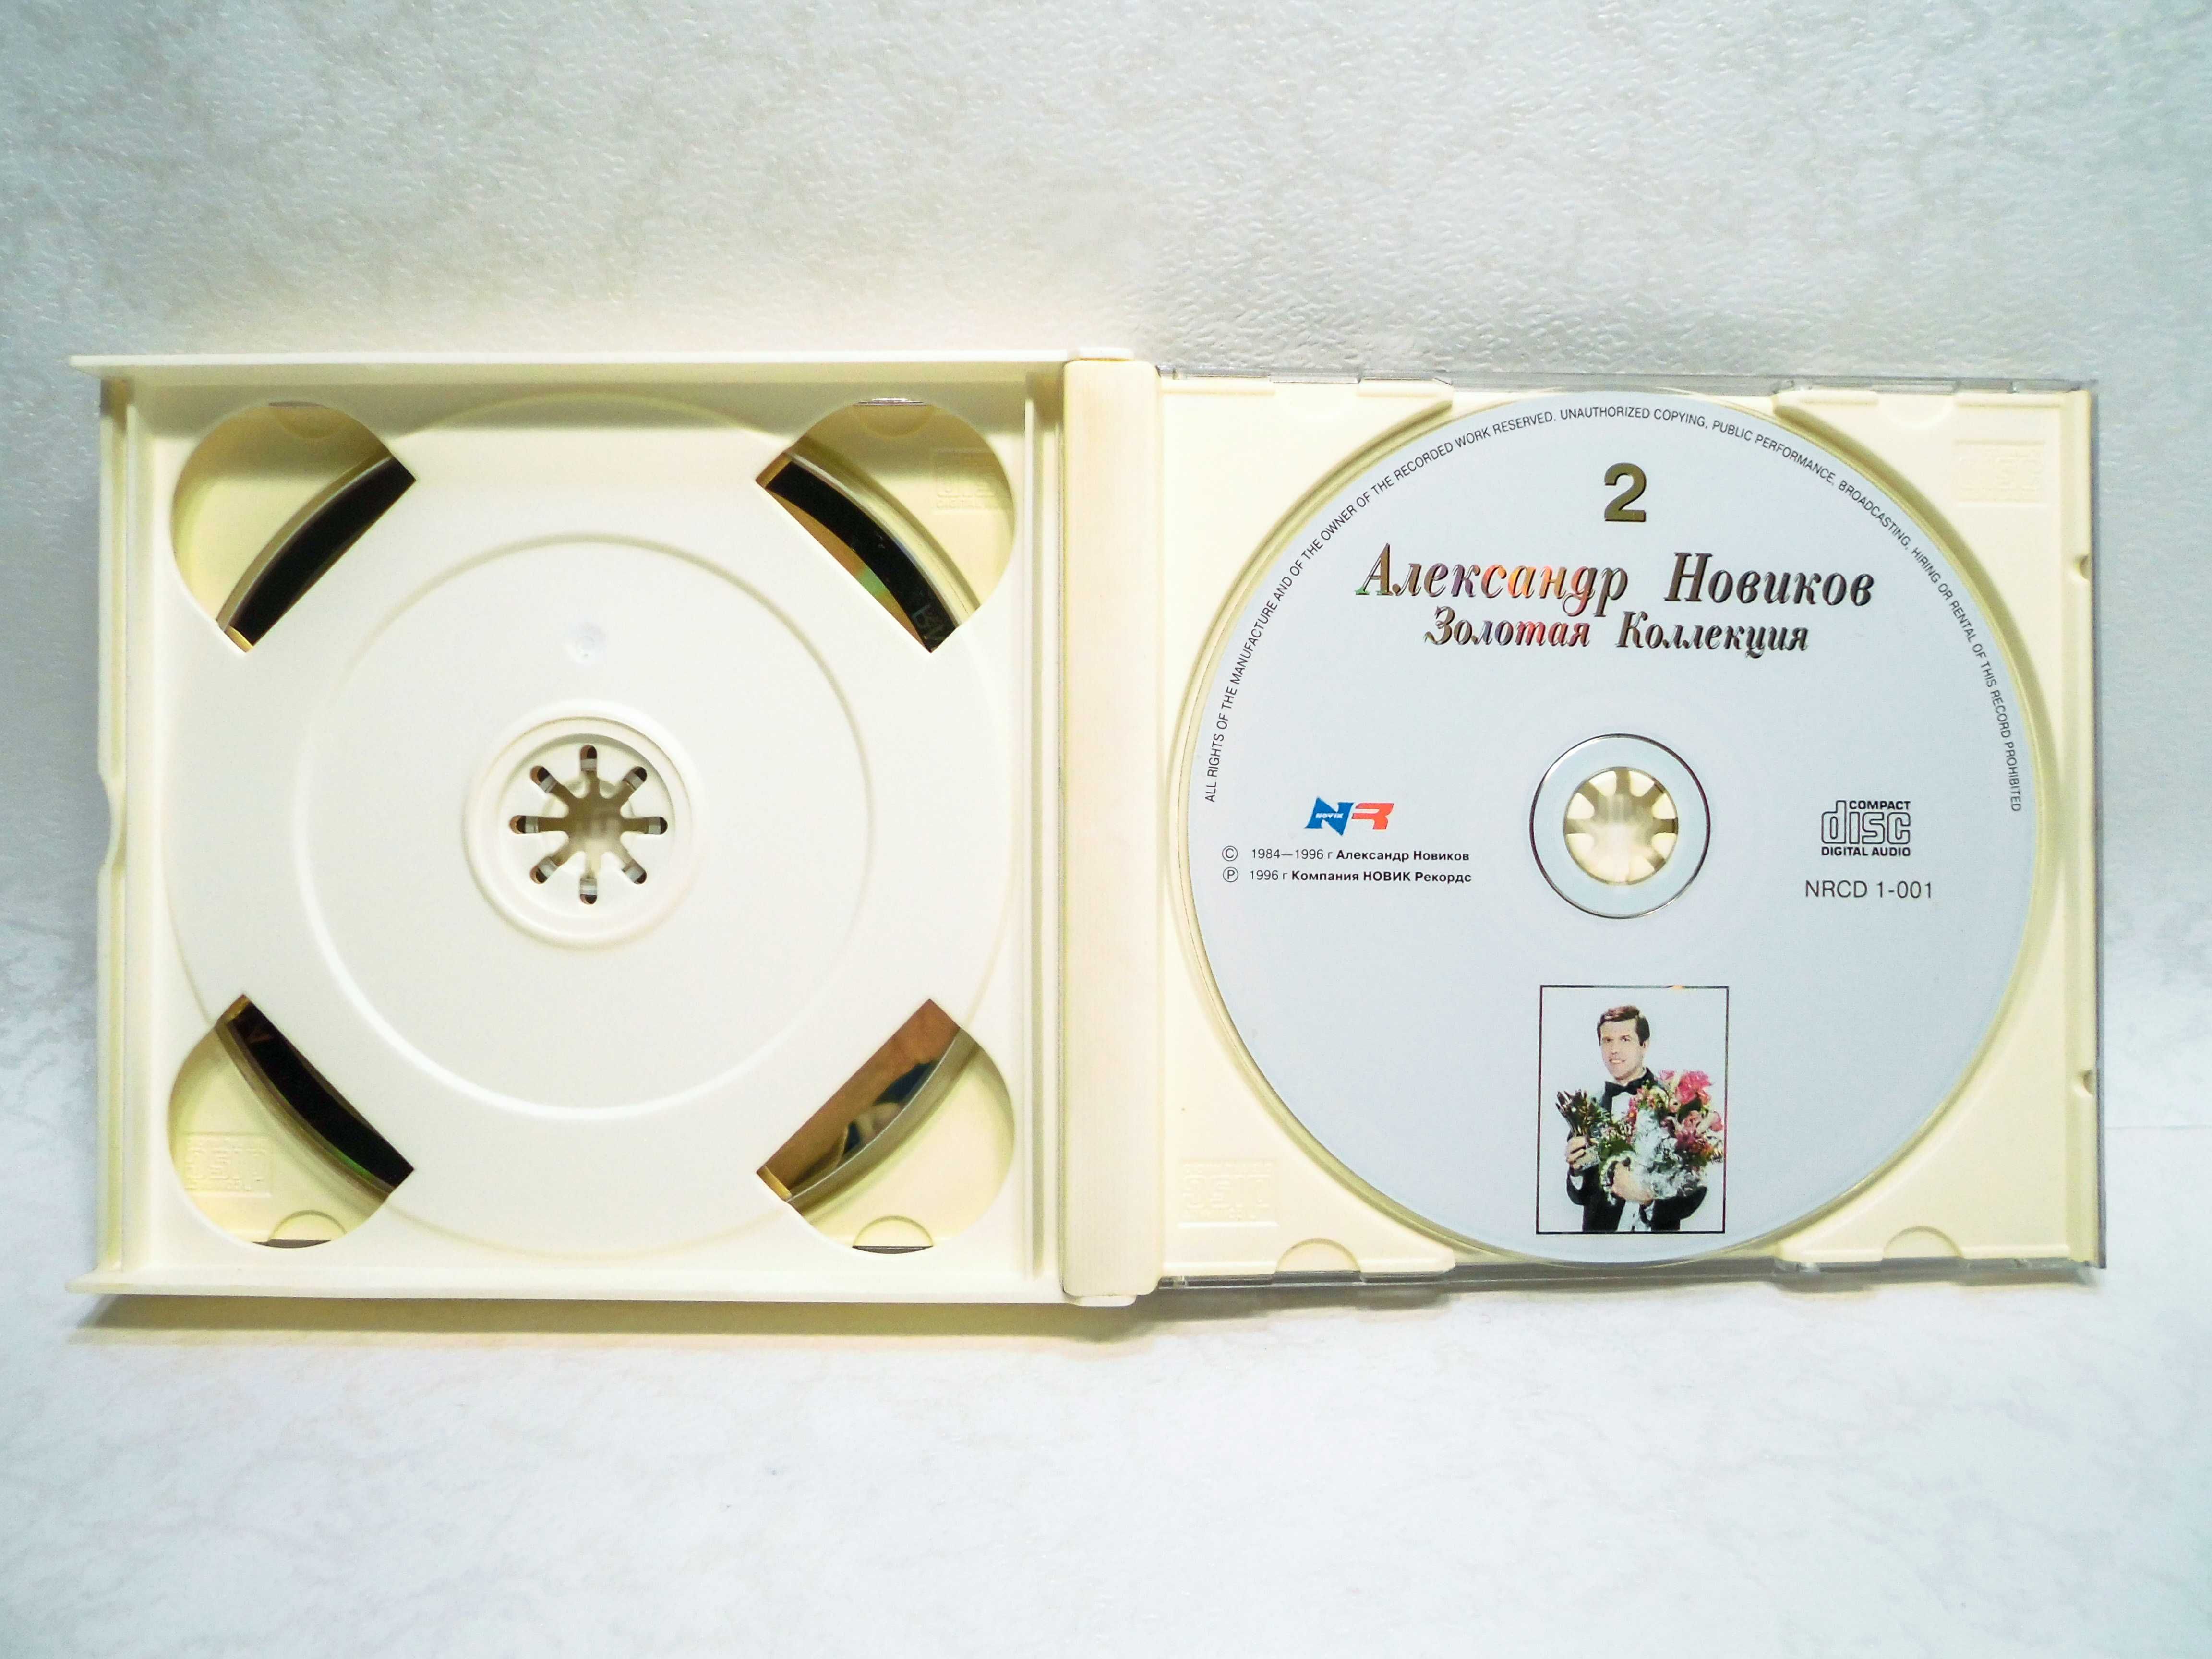 ALL RIGHTS OF THE MANUFACTURE AND OF THE OWNER OF THE RECORDED WORK RESERVED. UNAUTHORIZED COPYING, PUBLIC PERFORMANCE, BROADCASTING, HIRING OR RENTAL OF THIS RECORD PROHIBITED
2
Александр Новиков
Золотая Коллекция
NR
NOVIK
COMPACT
disc
DIGITAL AUDIO
© 1984—1996 г Александр Новиков
℗ 1996 г Компания НОВИК Рекордс
NRCD 1-001